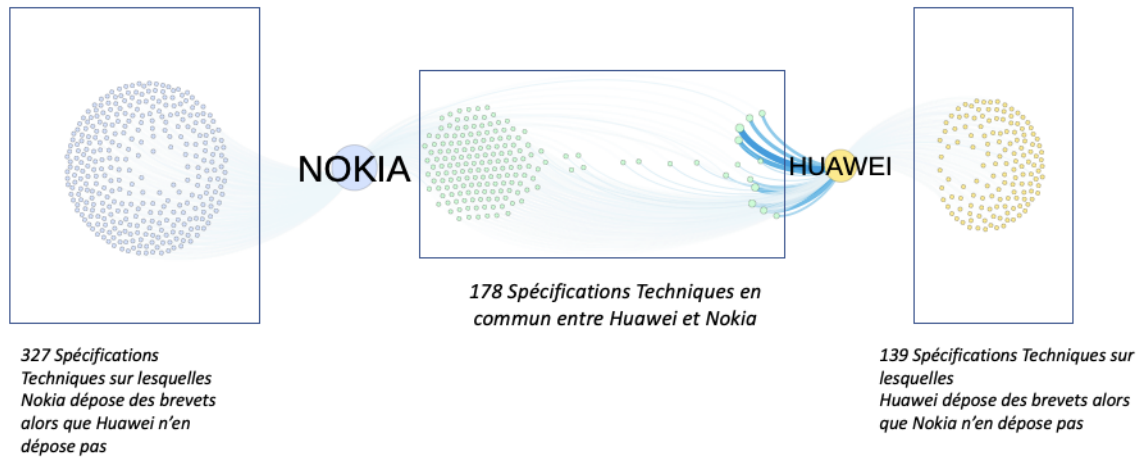 NOKIA
HUAWEI
178 Spécifications Techniques en
commun entre Huawei et Nokia
327 Spécifications
Techniques sur lesquelles
Nokia dépose des brevets
alors que Huawei n’en
dépose pas
139 Spécifications Techniques sur
lesquelles
Huawei dépose des brevets alors
que Nokia n’en dépose pas